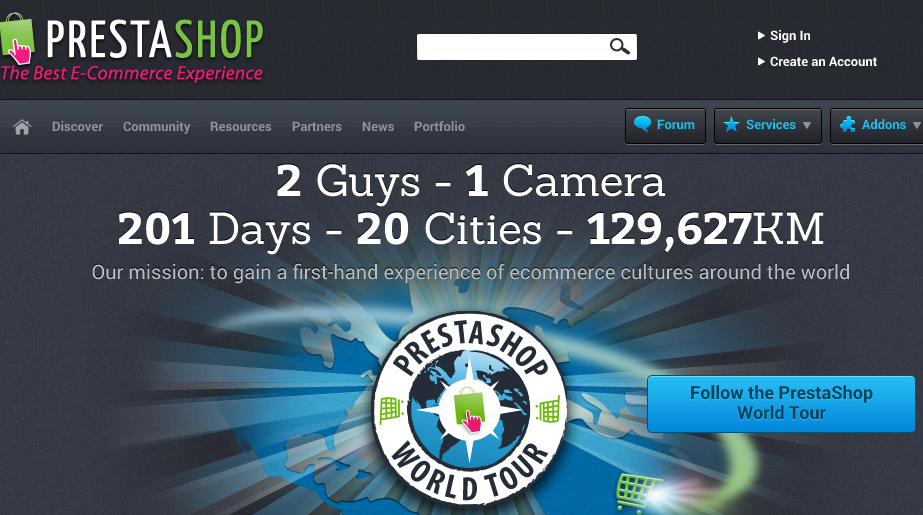 PRESTASHOP
The Best E-Commerce Experience
Sign In
Create an Account
Discover Community Resources Partners News Portfolio
Forum Services Addons
2 Guys - 1 Camera
201 Days - 20 Cities - 129,627KM
Our mission: to gain a first-hand experience of ecommerce cultures around the world
PRESTASHOP
WORLD TOUR
Follow the PrestaShop
World Tour